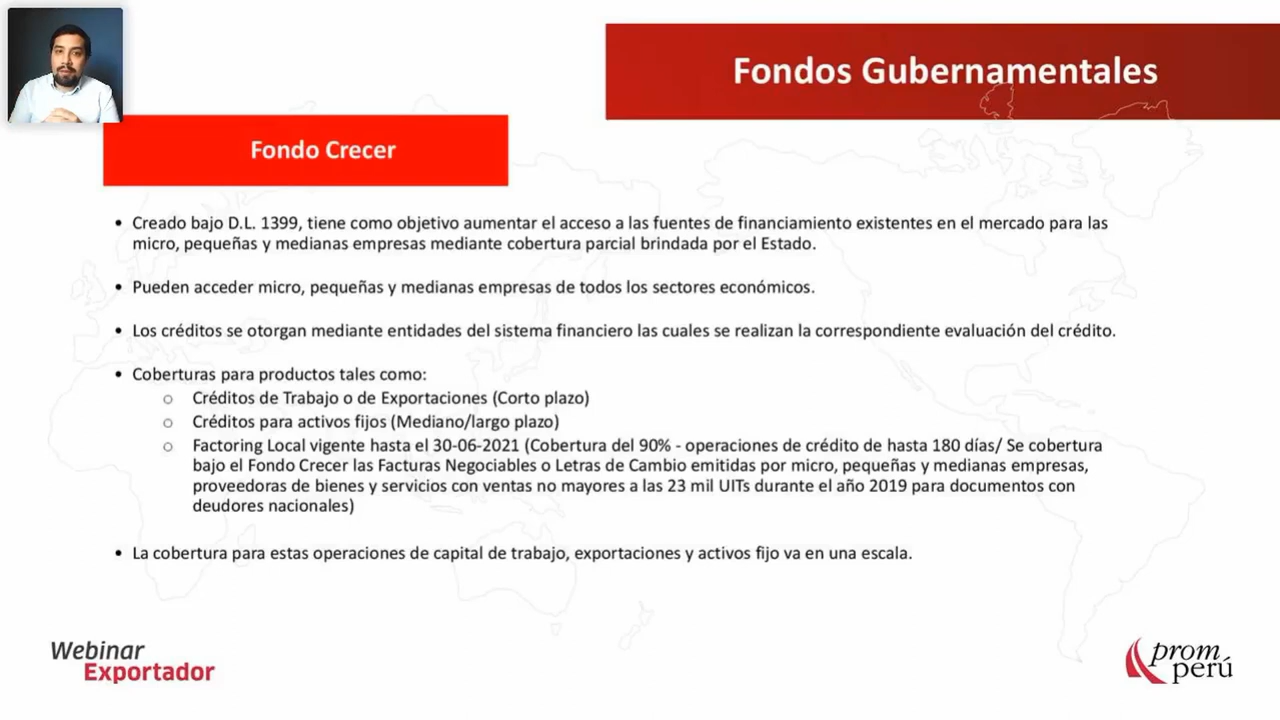 Fondos Gubernamentales
Fondo Crecer
• Creado bajo D.L. 1399, tiene como objetivo aumentar el acceso a las fuentes de financiamiento existentes en el mercado para las
micro, pequeñas y medianas empresas mediante cobertura parcial brindada por el Estado.
• Pueden acceder micro, pequeñas y medianas empresas de todos los sectores económicos.
• Los créditos se otorgan mediante entidades del sistema financiero las cuales se realizan la correspondiente evaluación del crédito.
• Coberturas para productos tales como:
o Créditos de Trabajo o de Exportaciones (Corto plazo)
o Créditos para activos fijos (Mediano/largo plazo)
o Factoring Local vigente hasta el 30-06-2021 (Cobertura del 90% - operaciones de crédito de hasta 180 días/ Se cobertura
bajo el Fondo Crecer las Facturas Negociables o Letras de Cambio emitidas por micro, pequeñas y medianas empresas,
proveedoras de bienes y servicios con ventas no mayores a las 23 mil UITs durante el año 2019 para documentos con
deudores nacionales)
• La cobertura para estas operaciones de capital de trabajo, exportaciones y activos fijo va en una escala.
Webinar
Exportador
prom
perú